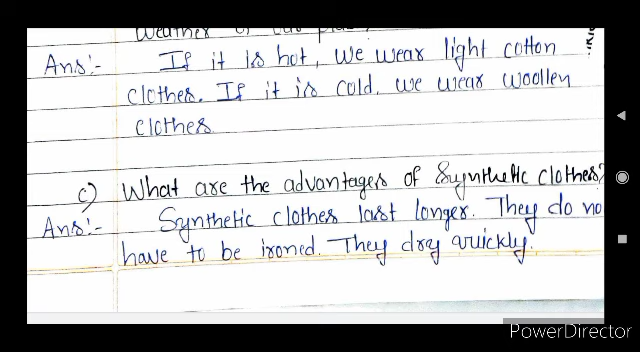 Weather of
Ans:- If it is hot, we wear light cotton
clothes. If it is cold, we wear woollen
clothes
c) What are the advantages of Synthetic clothes?
Ans:- Synthetic clothes last longer. They do no
have to be ironed. They dry quickly.
PowerDirector